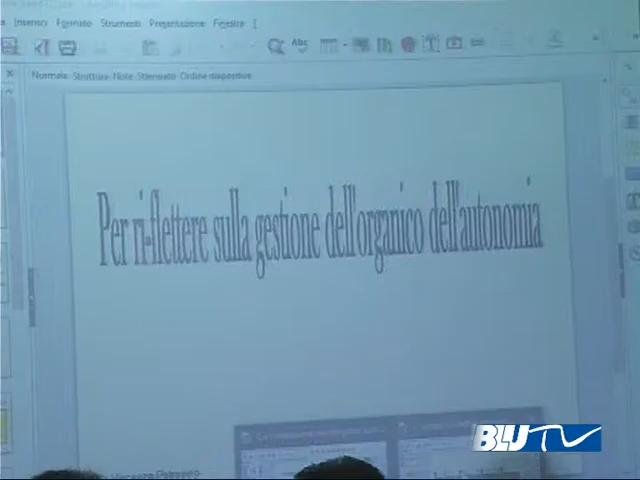 Inserisci Formato Strumenti Presentazione Finestra
Abc
Normale Struttura Note Stampato Ordine diapositive
Per ri-flettere sulla gestione dell'organico dell'autonomia
BLU TV